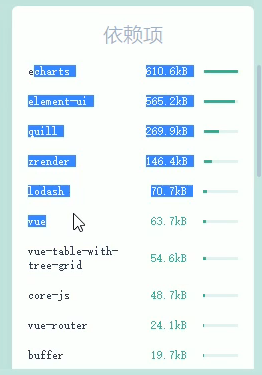 依赖项
echarts 610.6kB
element-ui 565.2kB
quill 269.9kB
zrender 146.4kB
lodash 70.7kB
vue 63.7kB
vue-table-with-
tree-grid 54.6kB
core-js 48.7kB
vue-router 24.1kB
buffer 19.7kB